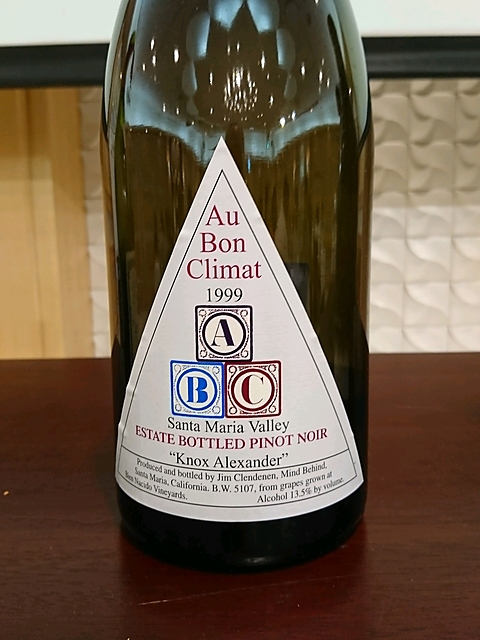 Au
Bon
Climat
1999
A
B C
Santa Maria Valley
ESTATE BOTTLED PINOT NOIR
“Knox Alexander”
Produced and bottled by Jim Clendenen, Mind Behind,
Santa Maria, California. B.W. 5107, from grapes grown at
Bien Nacido Vineyards. Alcohol 13.5% by volume.